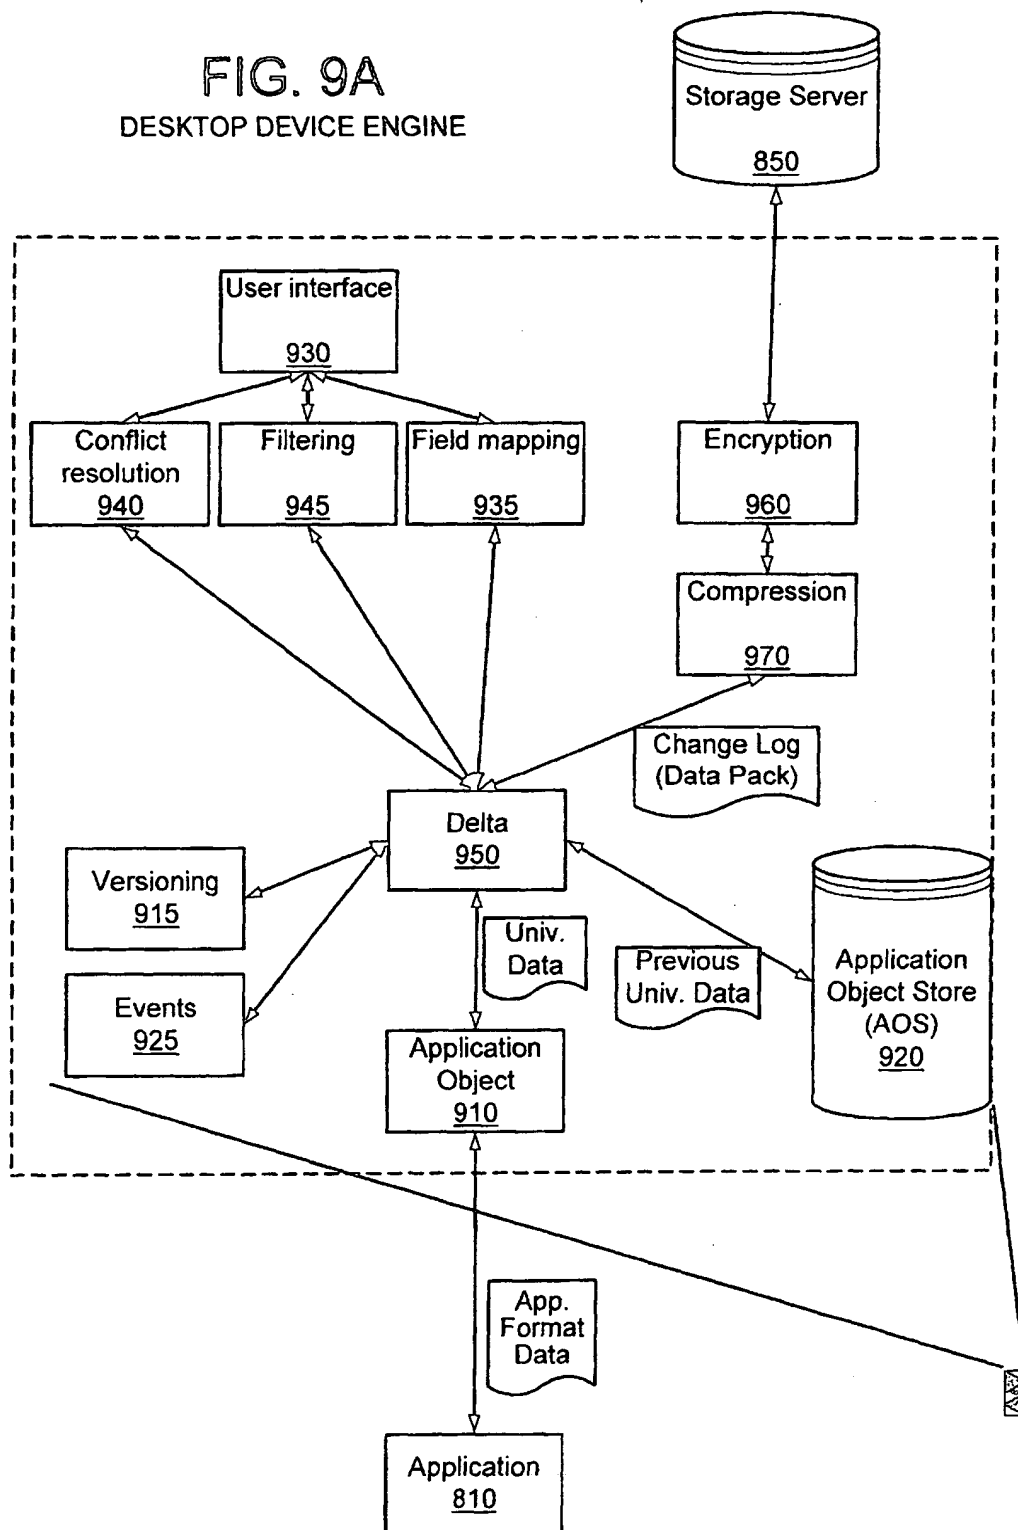 FIG. 9A
DESKTOP DEVICE ENGINE
Storage Server
850
User interface
930
Conflict
resolution
940
Filtering
945
Field mapping
935
Encryption
960
Compression
970
Change Log
(Data Pack)
Delta
950
Versioning
915
Events
925
Univ.
Data
Previous
Univ. Data
Application
Object Store
(AOS)
920
Application
Object
910
App.
Format
Data
Application
810